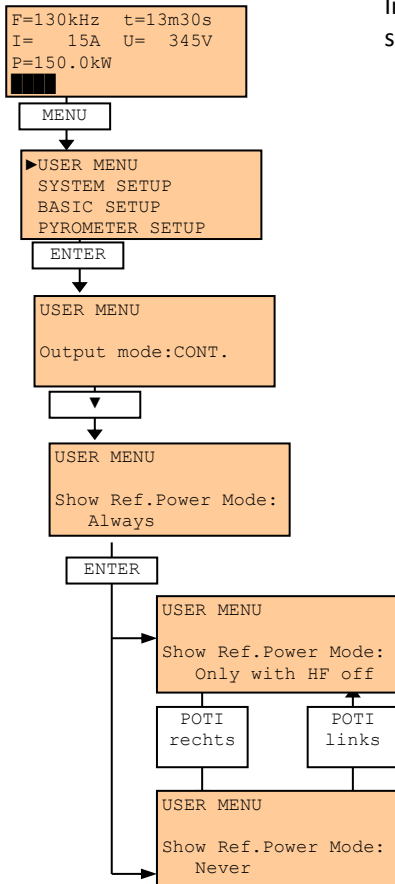 F=130kHz t=13m30s
I= 15A U= 345V
P=150.0kW
MENU
►USER MENU
SYSTEM SETUP
BASIC SETUP
PYROMETER SETUP
ENTER
USER MENU
Output mode:CONT.
▼
USER MENU
Show Ref.Power Mode:
Always
ENTER
USER MENU
Show Ref.Power Mode:
Only with HF off
POTI
rechts
POTI
links
USER MENU
Show Ref.Power Mode:
Never